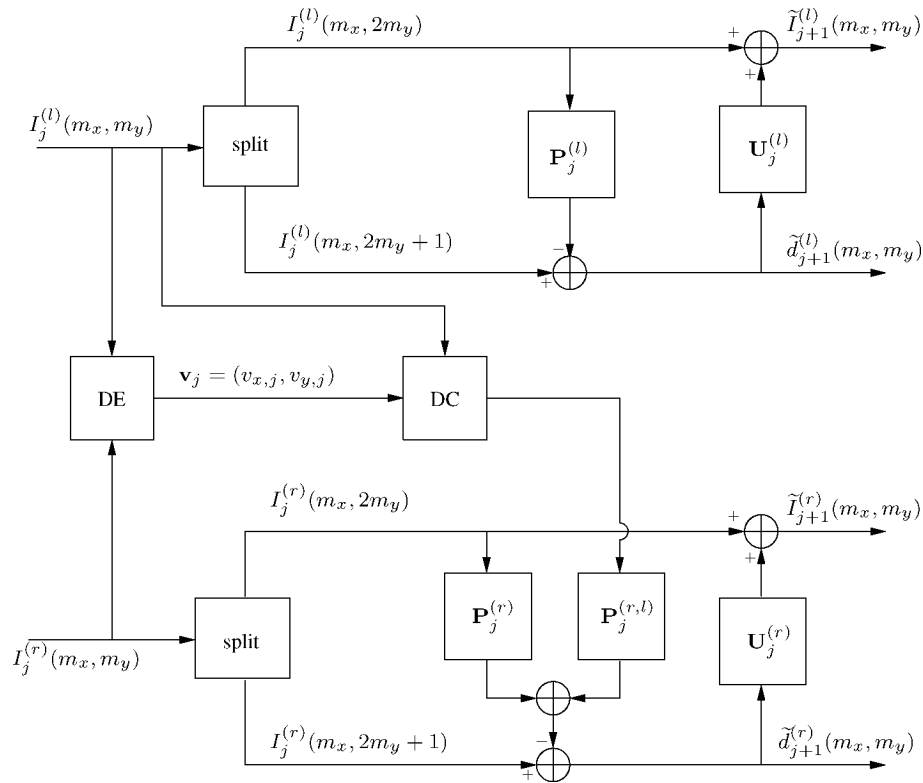 I_j^{(l)}(m_x, 2m_y)
+
Ĩ_{j+1}^{(l)}(m_x, m_y)
+
I_j^{(l)}(m_x, m_y)
split
P_j^{(l)}
U_j^{(l)}
I_j^{(l)}(m_x, 2m_y + 1)
−
+
d̃_{j+1}^{(l)}(m_x, m_y)
DE
v_j = (v_{x,j}, v_{y,j})
DC
I_j^{(r)}(m_x, 2m_y)
+
Ĩ_{j+1}^{(r)}(m_x, m_y)
+
P_j^{(r)}
P_j^{(r,l)}
U_j^{(r)}
split
I_j^{(r)}(m_x, m_y)
I_j^{(r)}(m_x, 2m_y + 1)
−
+
d̃_{j+1}^{(r)}(m_x, m_y)